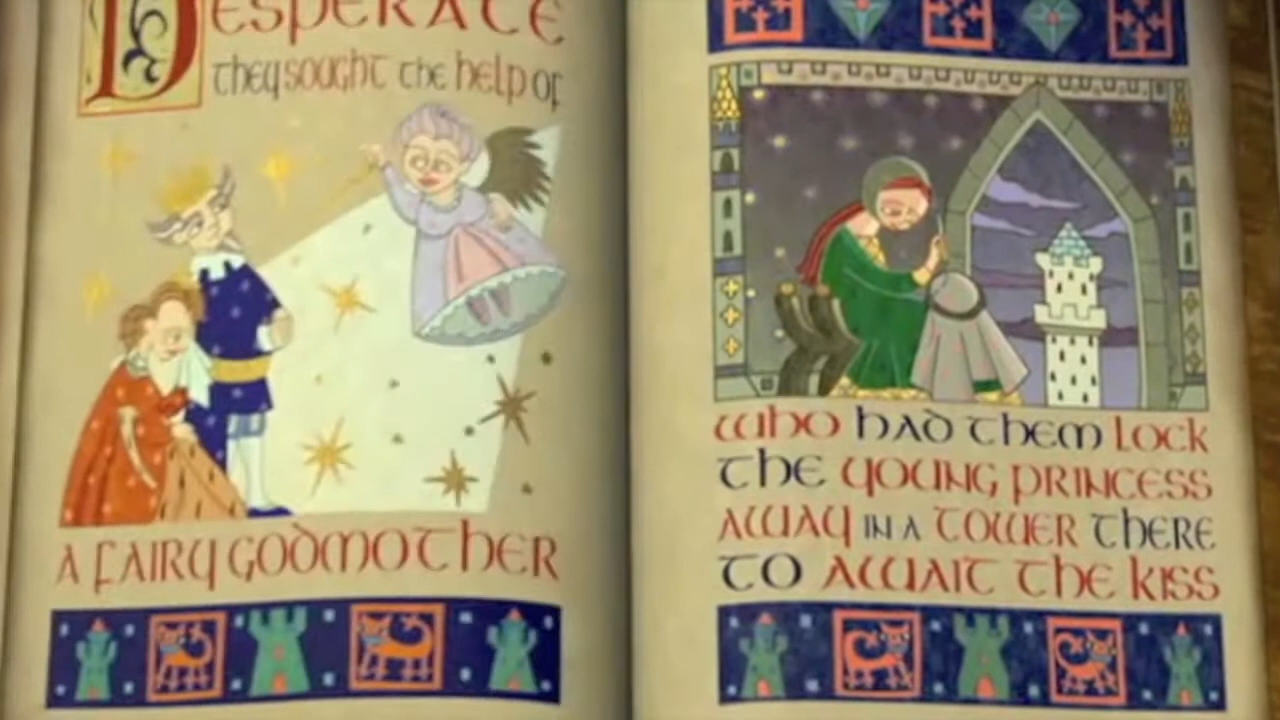 Desperate
they sought the help of
a fairy godmother
who had them lock
the young princess
away in a tower there
to await the kiss